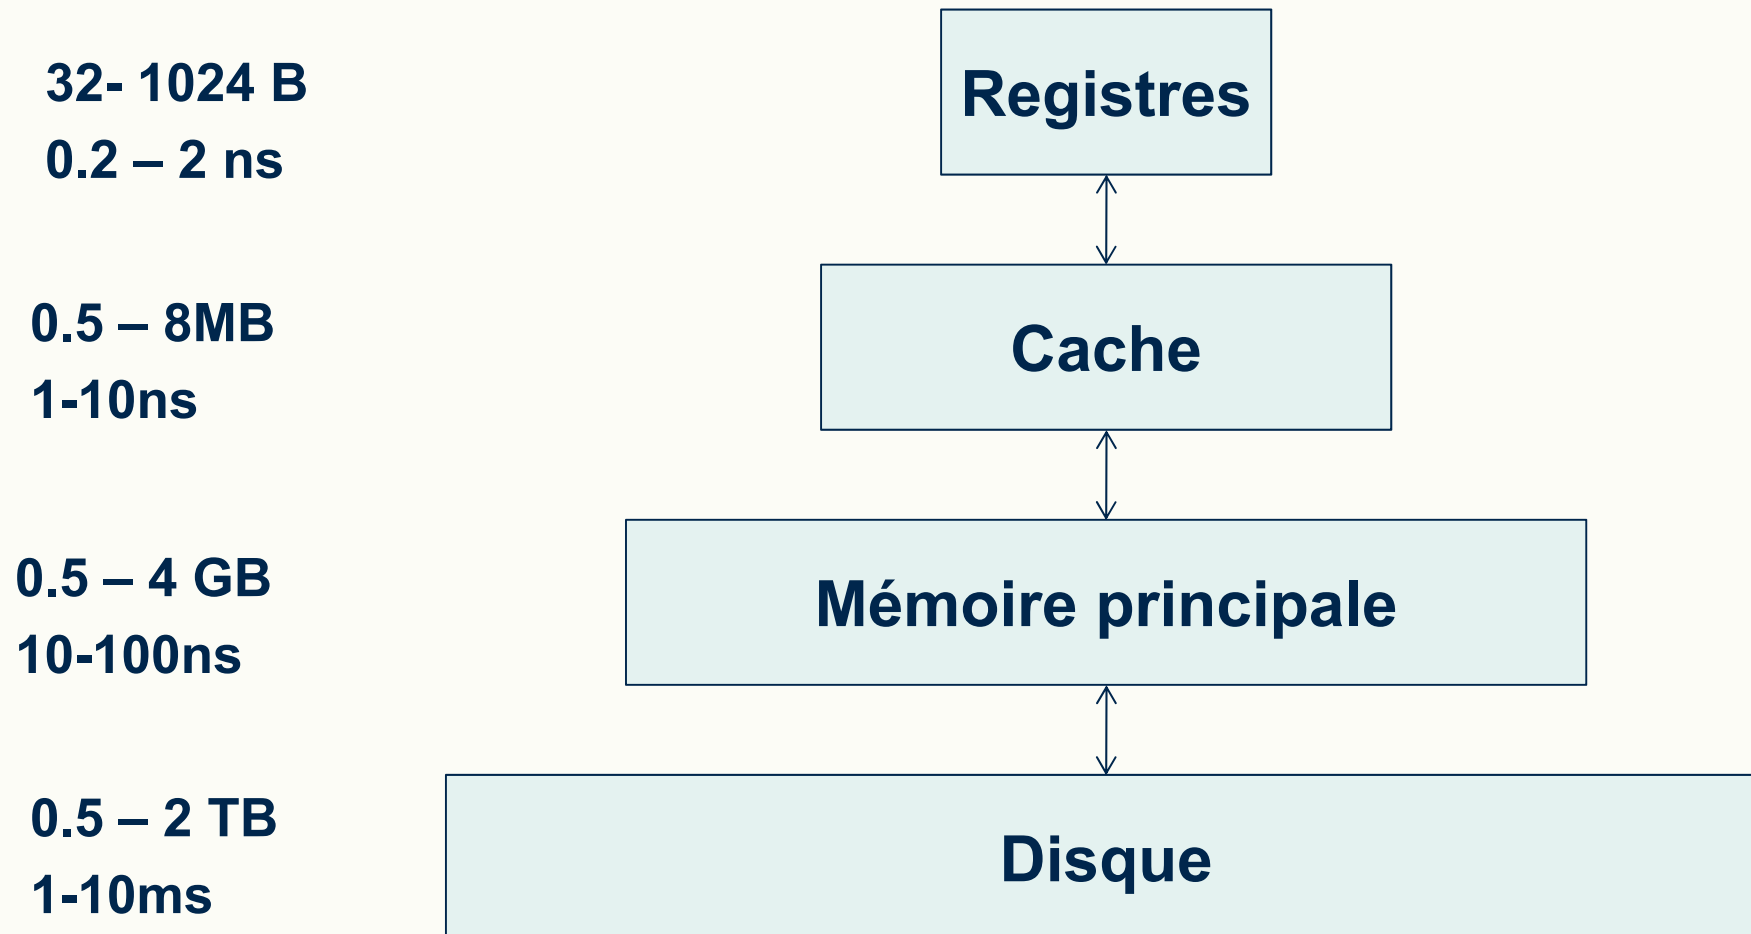 32- 1024 B
0.2 – 2 ns
Registres
0.5 – 8MB
1-10ns
Cache
0.5 – 4 GB
10-100ns
Mémoire principale
0.5 – 2 TB
1-10ms
Disque